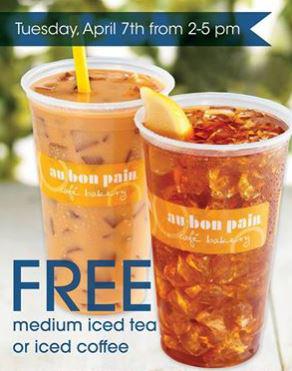 Tuesday, April 7th from 2-5 pm
au bon pain
café bakery
au bon pain
café bakery
FREE
medium iced tea
or iced coffee